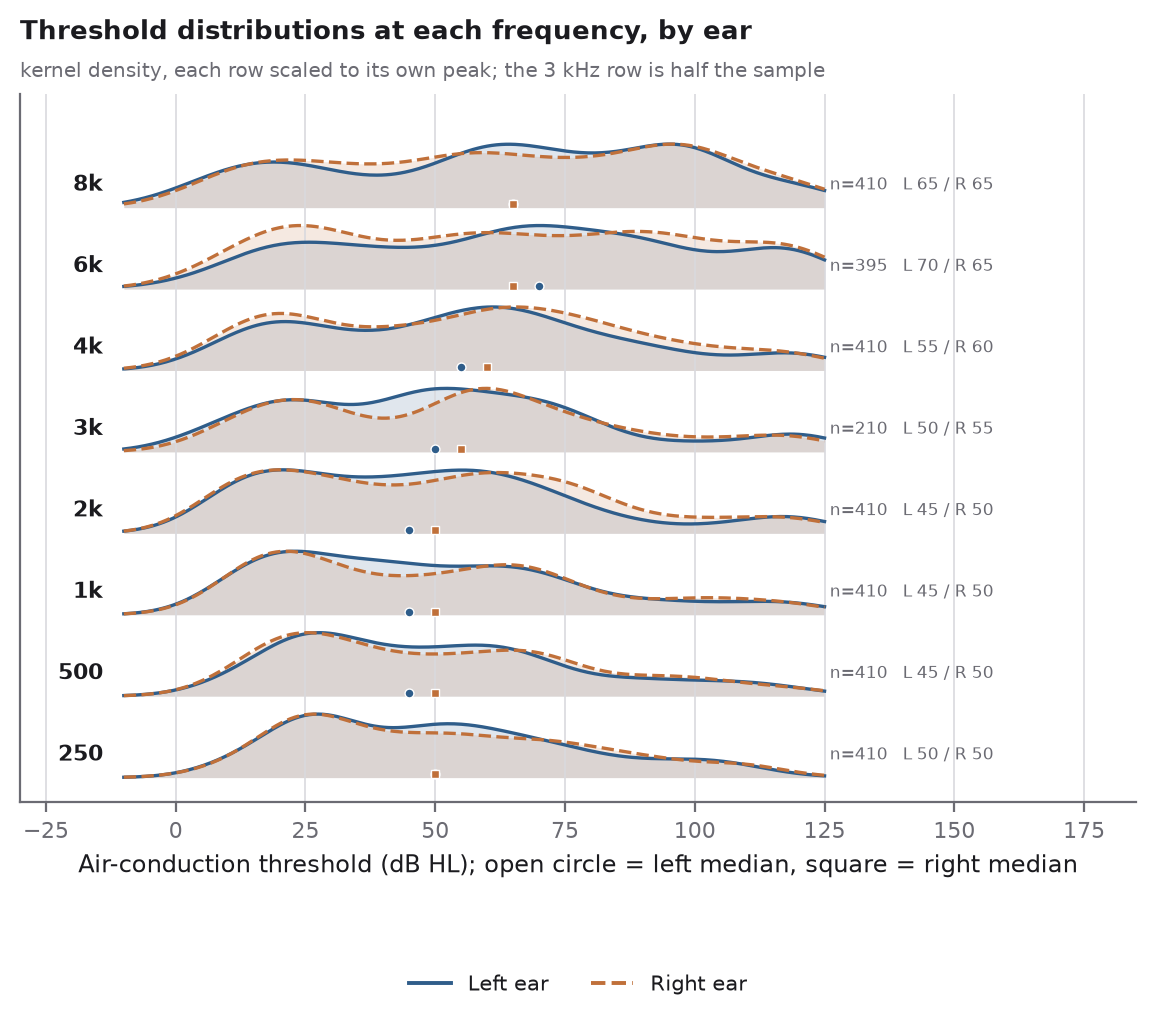 Threshold distributions at each frequency, by ear
kernel density, each row scaled to its own peak; the 3 kHz row is half the sample
8k n=410 L 65 / R 65
6k n=395 L 70 / R 65
4k n=410 L 55 / R 60
3k n=210 L 50 / R 55
2k n=410 L 45 / R 50
1k n=410 L 45 / R 50
500 n=410 L 45 / R 50
250 n=410 L 50 / R 50
−25 0 25 50 75 100 125 150 175
Air-conduction threshold (dB HL); open circle = left median, square = right median
Left ear Right ear